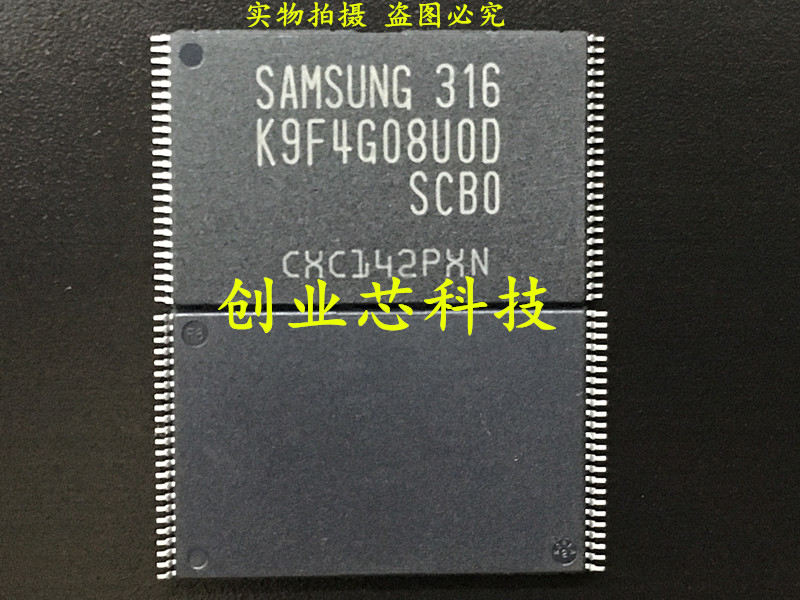 实物拍摄 盗图必究
SAMSUNG 316
K9F4G08U0D
SCB0
CXC142PXN
创业芯科技